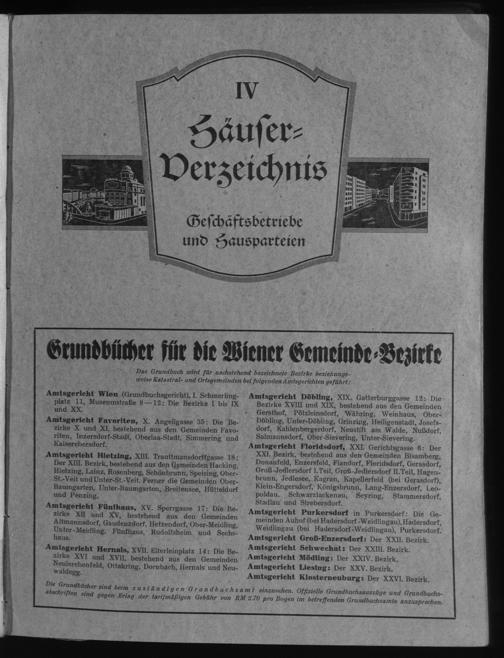 IV
Häuser-
Verzeichnis
Geschäftsbetriebe
und Hausparteien
Grundbücher für die Wiener Gemeinde-Bezirke
Das Grundbuch wird für nachstehend bezeichnete Bezirke beziehungs-
weise Katastral- und Ortsgemeinden bei folgenden Amtsgerichten geführt:
Amtsgericht Wien (Grundbuchsgericht), I. Schmerling-
platz 11, Museumstraße 8—12: Die Bezirke I bis IX
und XX.
Amtsgericht Favoriten, X. Angeligasse 35: Die Be-
zirke X und XI, bestehend aus den Gemeinden Favo-
riten, Inzersdorf-Stadt, Oberlaa-Stadt, Simmering und
Kaiserebersdorf.
Amtsgericht Hietzing, XIII. Trauttmansdorffgasse 18:
Der XIII. Bezirk, bestehend aus den Gemeinden Hacking,
Hietzing, Lainz, Rosenberg, Schönbrunn, Speising, Ober-
St.-Veit und Unter-St.-Veit. Ferner die Gemeinden Ober-
Baumgarten, Unter-Baumgarten, Breitensee, Hütteldorf
und Penzing.
Amtsgericht Fünfhaus, XV. Sperrgasse 17: Die Be-
zirke XII und XV, bestehend aus den Gemeinden
Altmannsdorf, Gaudenzdorf, Hetzendorf, Ober-Meidling,
Unter-Meidling, Fünfhaus, Rudolfsheim und Sechs-
haus.
Amtsgericht Hernals, XVII. Elterleinplatz 14: Die Be-
zirke XVI und XVII, bestehend aus den Gemeinden
Neulerchenfeld, Ottakring, Dornbach, Hernals und Neu-
waldegg.
Amtsgericht Döbling, XIX. Gatterburggasse 12: Die
Bezirke XVIII und XIX, bestehend aus den Gemeinden
Gersthof, Pötzleinsdorf, Währing, Weinhaus, Ober-
Döbling, Unter-Döbling, Grinzing, Heiligenstadt, Josefs-
dorf, Kahlenbergerdorf, Neustift am Walde, Nußdorf,
Salmannsdorf, Ober-Sievering, Unter-Sievering.
Amtsgericht Floridsdorf, XXI. Gerichtsgasse 6: Der
XXI. Bezirk, bestehend aus den Gemeinden Bisamberg,
Donaufeld, Enzersfeld, Flandorf, Floridsdorf, Gerasdorf,
Groß-Jedlersdorf I. Teil, Groß-Jedlersdorf II. Teil, Hagen-
brunn, Jedlesee, Kagran, Kapellerfeld (bei Gerasdorf),
Klein-Engersdorf, Königsbrunn, Lang-Enzersdorf, Leo-
poldau, Schwarzlackenau, Seyring, Stammersdorf,
Stadlau und Strebersdorf.
Amtsgericht Purkersdorf in Purkersdorf: Die Ge-
meinden Auhof (bei Hadersdorf-Weidlingau), Hadersdorf,
Weidlingau (bei Hadersdorf-Weidlingau), Purkersdorf.
Amtsgericht Groß-Enzersdorf: Der XXII. Bezirk.
Amtsgericht Schwechat: Der XXIII. Bezirk.
Amtsgericht Mödling: Der XXIV. Bezirk.
Amtsgericht Liesing: Der XXV. Bezirk.
Amtsgericht Klosterneuburg: Der XXVI. Bezirk.
Die Grundbücher sind beim zuständigen Grundbuchsamt einzusehen. Offizielle Grundbuchsauszüge und Grundbuchs-
abschriften sind gegen Erlag der tarifmäßigen Gebühr von RM 2.70 pro Bogen im betreffenden Grundbuchsamte anzusprechen.